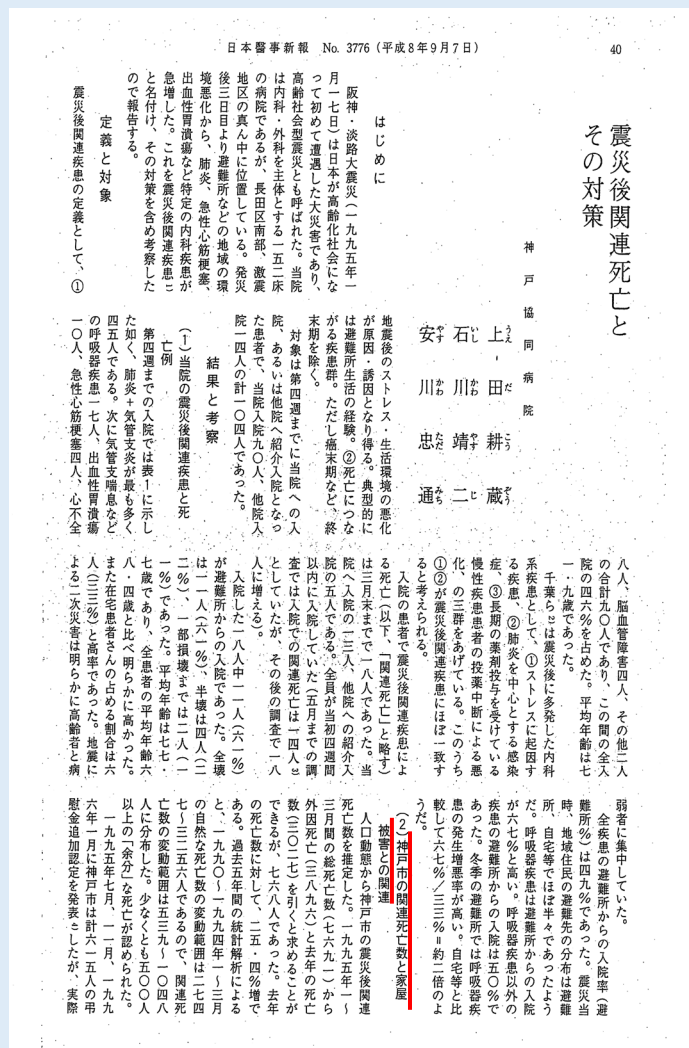 日本醫事新報　No. 3776 (平成8年9月7日)
40
震災後関連死亡と
その対策
神戸協同病院
上田耕蔵
うえ だ こう ぞう
石川靖二
いし かわ やす じ
安川忠通
やす かわ ただ みち
はじめに
阪神・淡路大震災（一九九五年一
月一七日）は日本が高齢化社会にな
って初めて遭遇した大災害であり、
高齢社会型震災とも呼ばれた。当院
は内科・外科を主体とする一五二床
の病院であるが、長田区南部、激震
地区の真ん中に位置している。発災
後三日目より避難所などの地域の環
境悪化から、肺炎、急性心筋梗塞、
出血性胃潰瘍など特定の内科疾患が
急増した。これを震災後関連疾患
と名付け、その対策を含め考察した
ので報告する。
定義と対象
震災後関連疾患の定義として、①
地震後のストレス・生活環境の悪化
が原因・誘因となり得る。典型的に
は避難所生活の経験。②死亡につな
がる疾患群。ただし癌末期など、終
末期を除く。
対象は第四週までに当院への入
院、あるいは他院へ紹介入院となっ
た患者で、当院入院九〇人、他院入
院一四人の計一〇四人であった。
結果と考察
(1) 当院の震災後関連疾患と死
亡例
第四週までの入院では表1に示し
た如く、肺炎+気管支炎が最も多く
四五人である。次に気管支喘息など
の呼吸器疾患一七人、出血性胃潰瘍
一〇人、急性心筋梗塞四人、心不全
八人、脳血管障害四人、その他二人
の合計九〇人であり、この間の全入
院の四六％を占めた。平均年齢は七
一・九歳であった。
千葉ら2)は震災後に多発した内科
系疾患として、①ストレスに起因す
る疾患、②肺炎を中心とする感染
症、③長期の薬剤投与を受けている
慢性疾患患者の投薬中断による悪
化、の三群をあげている。このうち
①②が震災後関連疾患にほぼ一致す
ると考えられる。
入院の患者で震災後関連疾患によ
る死亡（以下、「関連死亡」と略す）
は三月末までで一八人であった。当
院へ入院の一三人、他院への紹介入
院の五人である。全員が当初四週間
以内に入院していた（五月までの調
査では入院での関連死亡は一四人
としていたが、その後の調査で一八
人に増える）。
入院した一八人中一一人（六一％）
が避難所からの入院であった。全壊
は一一人（六一％）、半壊は四人（二
二％）、一部損壊までは二人（一
一％）であった。平均年齢は七七・
七歳であり、全患者の平均年齢六
八・四歳と比べ明らかに高かった。
また在宅患者さんの占める割合は六
人（三三％）と高率であった。地震に
よる二次災害は明らかに高齢者と病
弱者に集中していた。
全疾患の避難所からの入院率（避
難所％）は四九％であった。震災当
時、地域住民の避難先の分布は避難
所、自宅等でほぼ半々であったよう
だ。呼吸器疾患は避難所からの入院
が六七％と高い。呼吸器疾患以外の
疾患の避難所からの入院は五〇％で
あった。冬季の避難所では呼吸器疾
患の発生増悪率が高い。自宅等と比
較して六七％／三三％＝約二倍のよ
うだ。
(2) 神戸市の関連死亡数と家屋
被害との関連
人口動態から神戸市の震災後関連
死亡数を推定した。一九九五年一～
三月間の総死亡数（七六九一）から
外因死亡（三八九六）と去年の死亡
数（三〇二七）を引くと求めることが
できるが、七六八人であった。去年
の死亡数に対して、二五・四％増で
ある。過去五年間の統計解析による
と、一九九〇～一九九四年一～三月
の自然な死亡数の変動範囲は二七四
七～三二五六人であるので、関連死
亡数の変動範囲は五三九～一〇四八
人に分布した。少なくとも五〇〇人
以上の「余分」な死亡が認められた。
一九九五年七月、一一月、一九九
六年一月に神戸市は計六一五人の弔
慰金追加認定を発表したが、実際